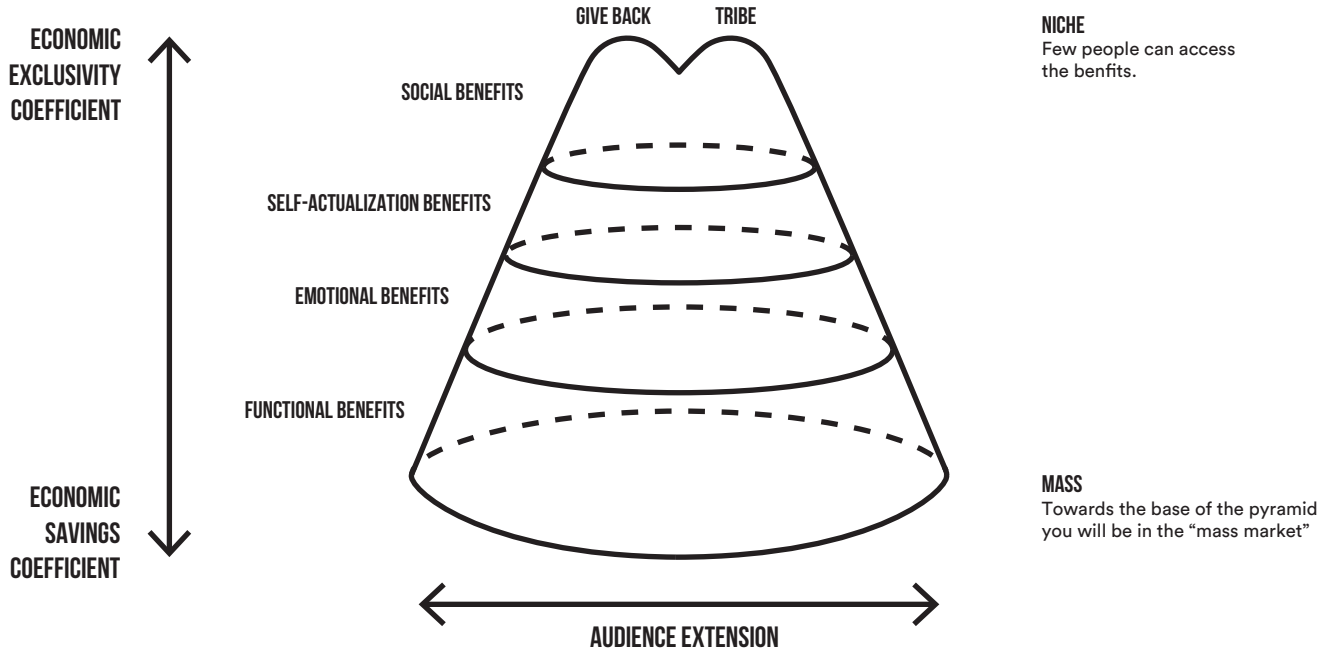 GIVE BACK
TRIBE
ECONOMIC
EXCLUSIVITY
COEFFICIENT
NICHE
Few people can access
the benfits.
SOCIAL BENEFITS
SELF-ACTUALIZATION BENEFITS
EMOTIONAL BENEFITS
FUNCTIONAL BENEFITS
ECONOMIC
SAVINGS
COEFFICIENT
MASS
Towards the base of the pyramid
you will be in the “mass market”
AUDIENCE EXTENSION